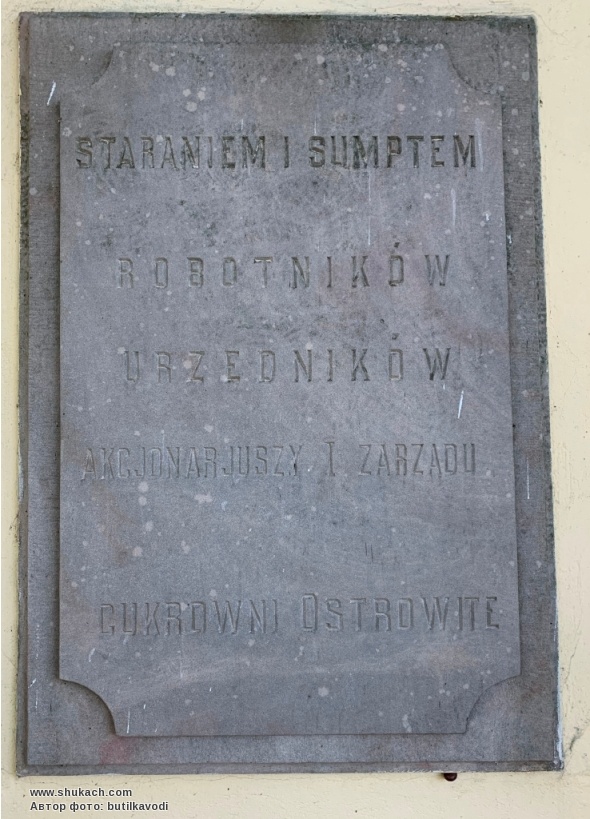 STARANIEM I SUMPTEM
ROBOTNIKÓW
URZĘDNIKÓW
AKCJONARJUSZY I ZARZĄDU
CUKROWNI OSTROWITE
www.shukach.com
Автор фото: butilkavodi